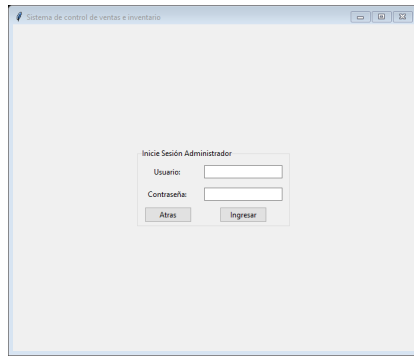 Sistema de control de ventas e inventario
Inicie Sesión Administrador
Usuario:
Contraseña:
Atras Ingresar